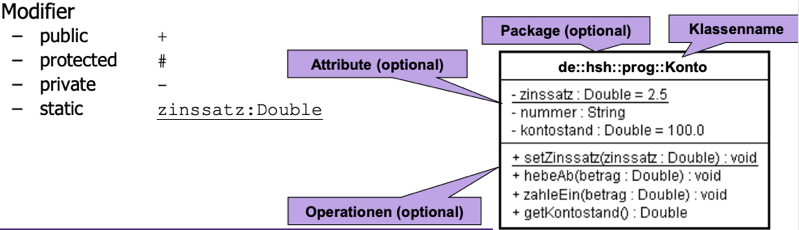 Modifier
– public +
– protected #
– private –
– static zinssatz:Double
Package (optional)
Klassenname
Attribute (optional)
de::hsh::prog::Konto
- zinssatz : Double = 2.5
- nummer : String
- kontostand : Double = 100.0
+ setZinssatz(zinssatz : Double) : void
+ hebeAb(betrag : Double) : void
+ zahleEin(betrag : Double) : void
+ getKontostand() : Double
Operationen (optional)